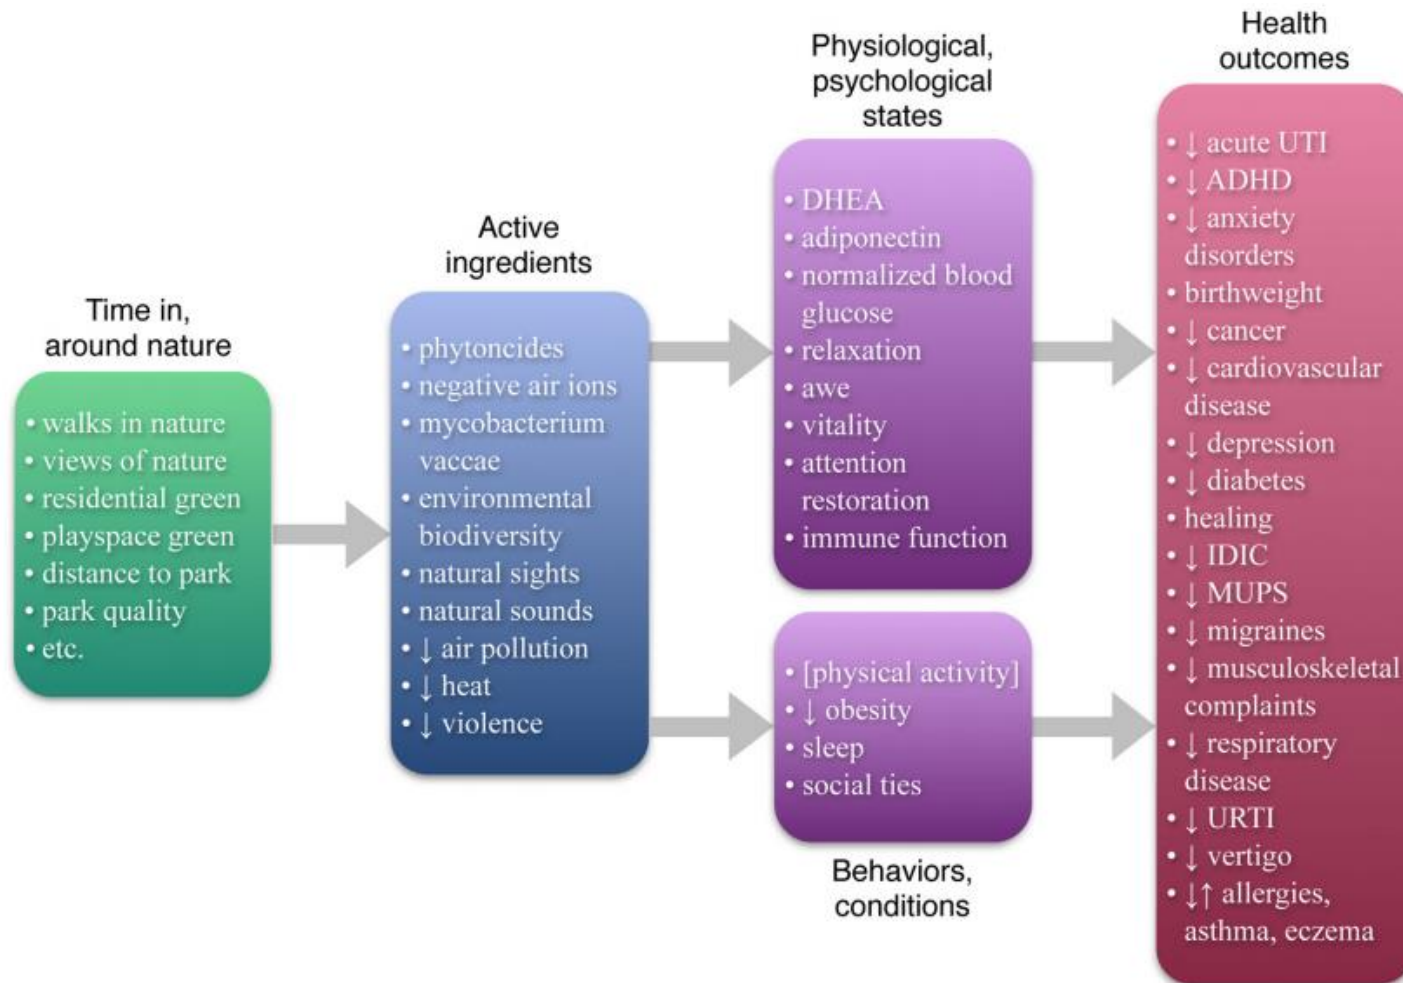 Time in,
around nature
• walks in nature
• views of nature
• residential green
• playspace green
• distance to park
• park quality
• etc.
Active
ingredients
• phytoncides
• negative air ions
• mycobacterium
vaccae
• environmental
biodiversity
• natural sights
• natural sounds
• ↓ air pollution
• ↓ heat
• ↓ violence
Physiological,
psychological
states
• DHEA
• adiponectin
• normalized blood
glucose
• relaxation
• awe
• vitality
• attention
restoration
• immune function
• [physical activity]
• ↓ obesity
• sleep
• social ties
Behaviors,
conditions
Health
outcomes
• ↓ acute UTI
• ↓ ADHD
• ↓ anxiety
disorders
• birthweight
• ↓ cancer
• ↓ cardiovascular
disease
• ↓ depression
• ↓ diabetes
• healing
• ↓ IDIC
• ↓ MUPS
• ↓ migraines
• ↓ musculoskeletal
complaints
• ↓ respiratory
disease
• ↓ URTI
• ↓ vertigo
• ↓↑ allergies,
asthma, eczema